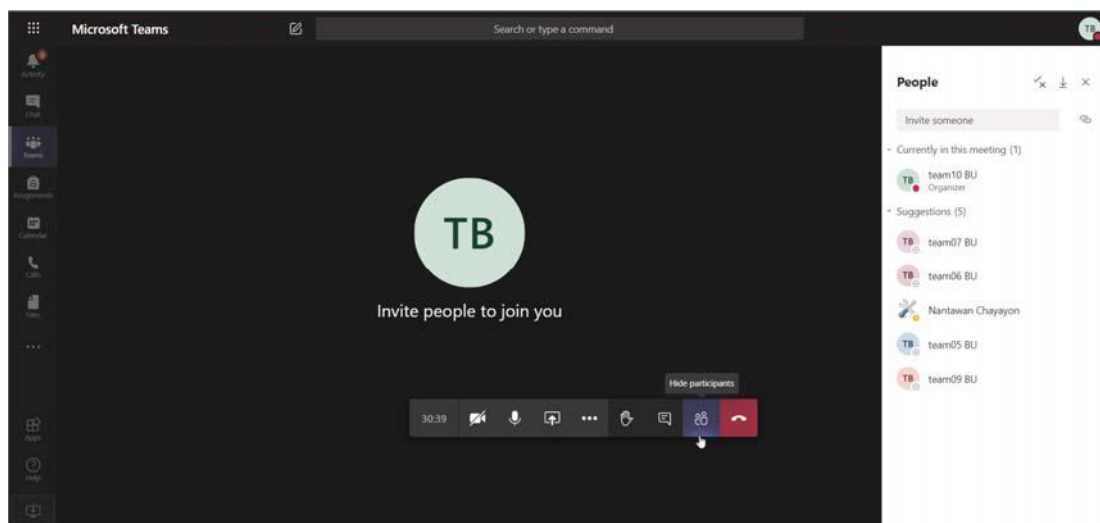 Microsoft Teams
Search or type a command
TB
Activity
Chat
Teams
Assignments
Calendar
Calls
Files
Apps
Help
TB
Invite people to join you
Hide participants
30:39
People
Invite someone
Currently in this meeting (1)
TB
team10 BU
Organizer
Suggestions (5)
TB team07 BU
TB team06 BU
Nantawan Chayayon
TB team05 BU
TB team09 BU